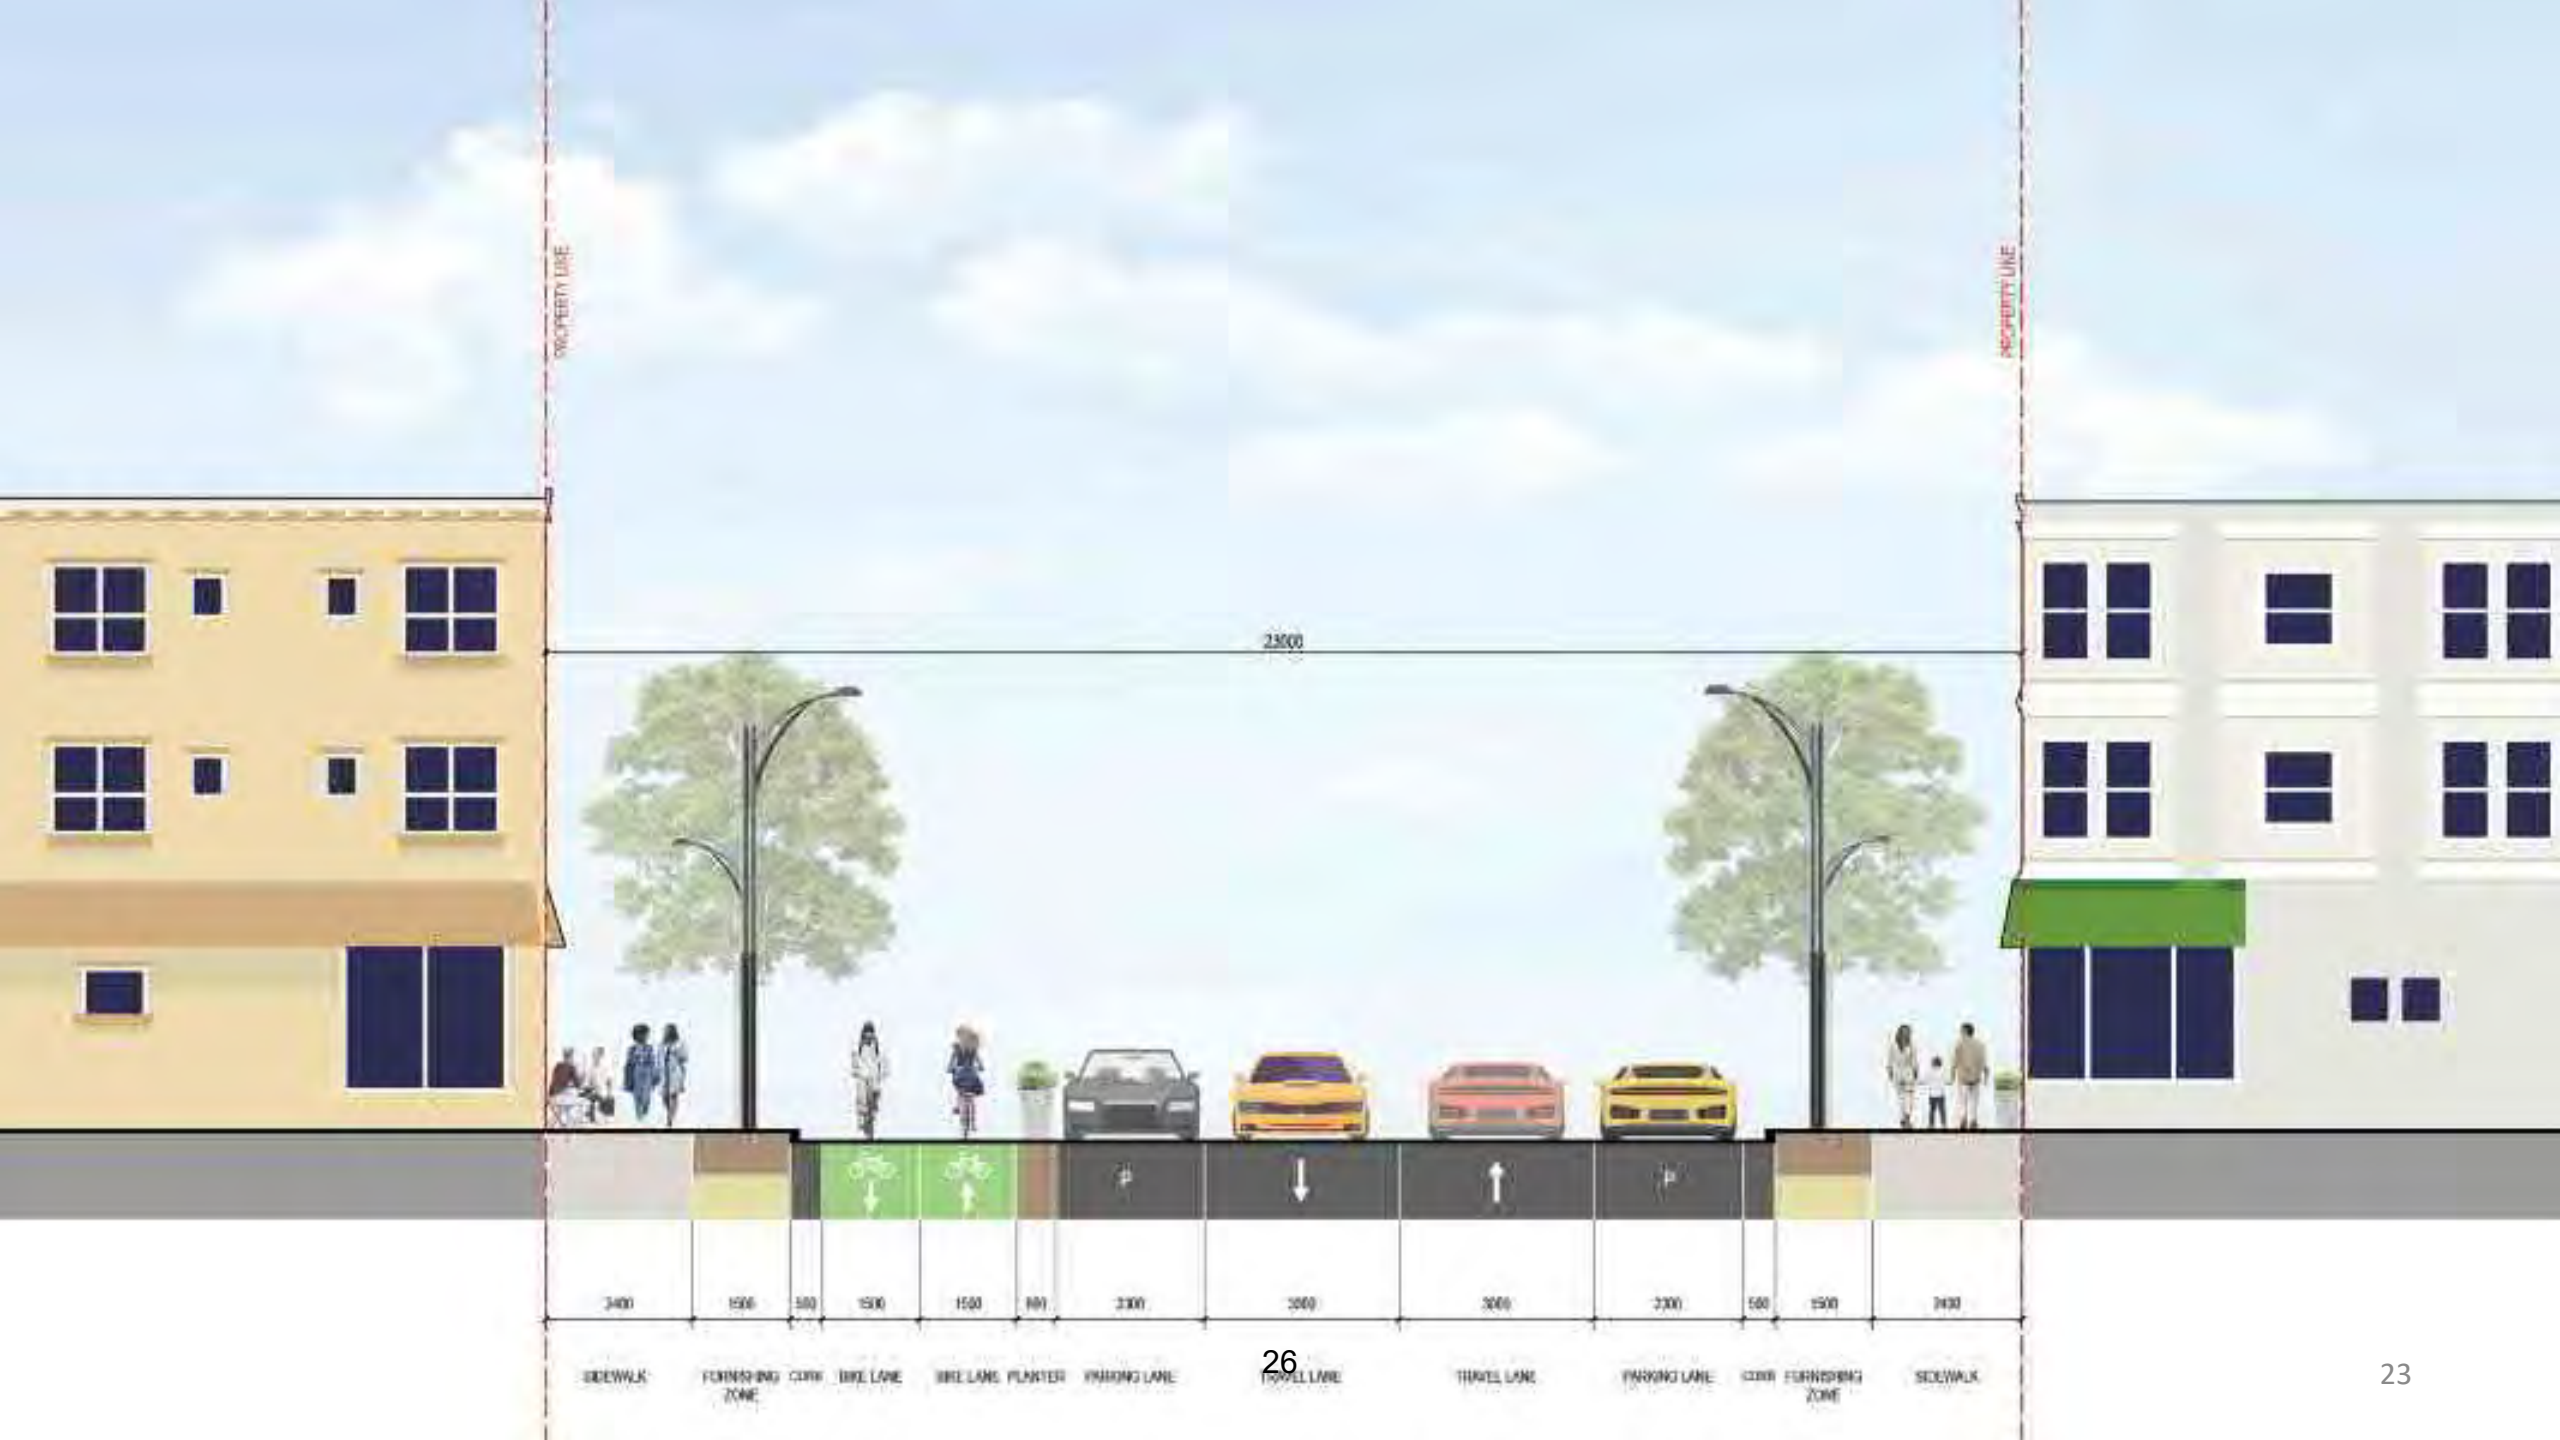 PROPERTY LINE
PROPERTY LINE
23000
2400 1500 500 1500 1500 600 2300 3000 3000 2300 500 1500 2400
SIDEWALK FURNISHING ZONE CURB BIKE LANE BIKE LANE PLANTER PARKING LANE TRAVEL LANE TRAVEL LANE PARKING LANE CURB FURNISHING ZONE SIDEWALK
P
P
26
23